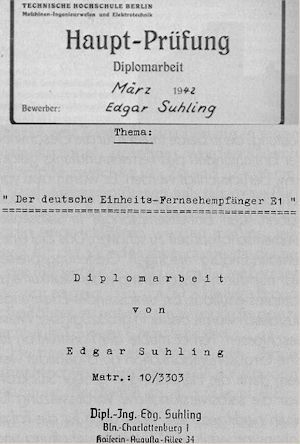 TECHNISCHE HOCHSCHULE BERLIN
Maschinen-Ingenieurwesen und Elektrotechnik
Haupt-Prüfung
Diplomarbeit
März 1942
Bewerber: Edgar Suhling
Thema:
" Der deutsche Einheits-Fernsehempfänger E1 "
Diplomarbeit
von
Edgar Suhling
Matr.: 10/3303
Dipl.-Ing. Edg. Suhling
Bln.-Charlottenburg 1
Kaiserin-Augusta-Allee 34